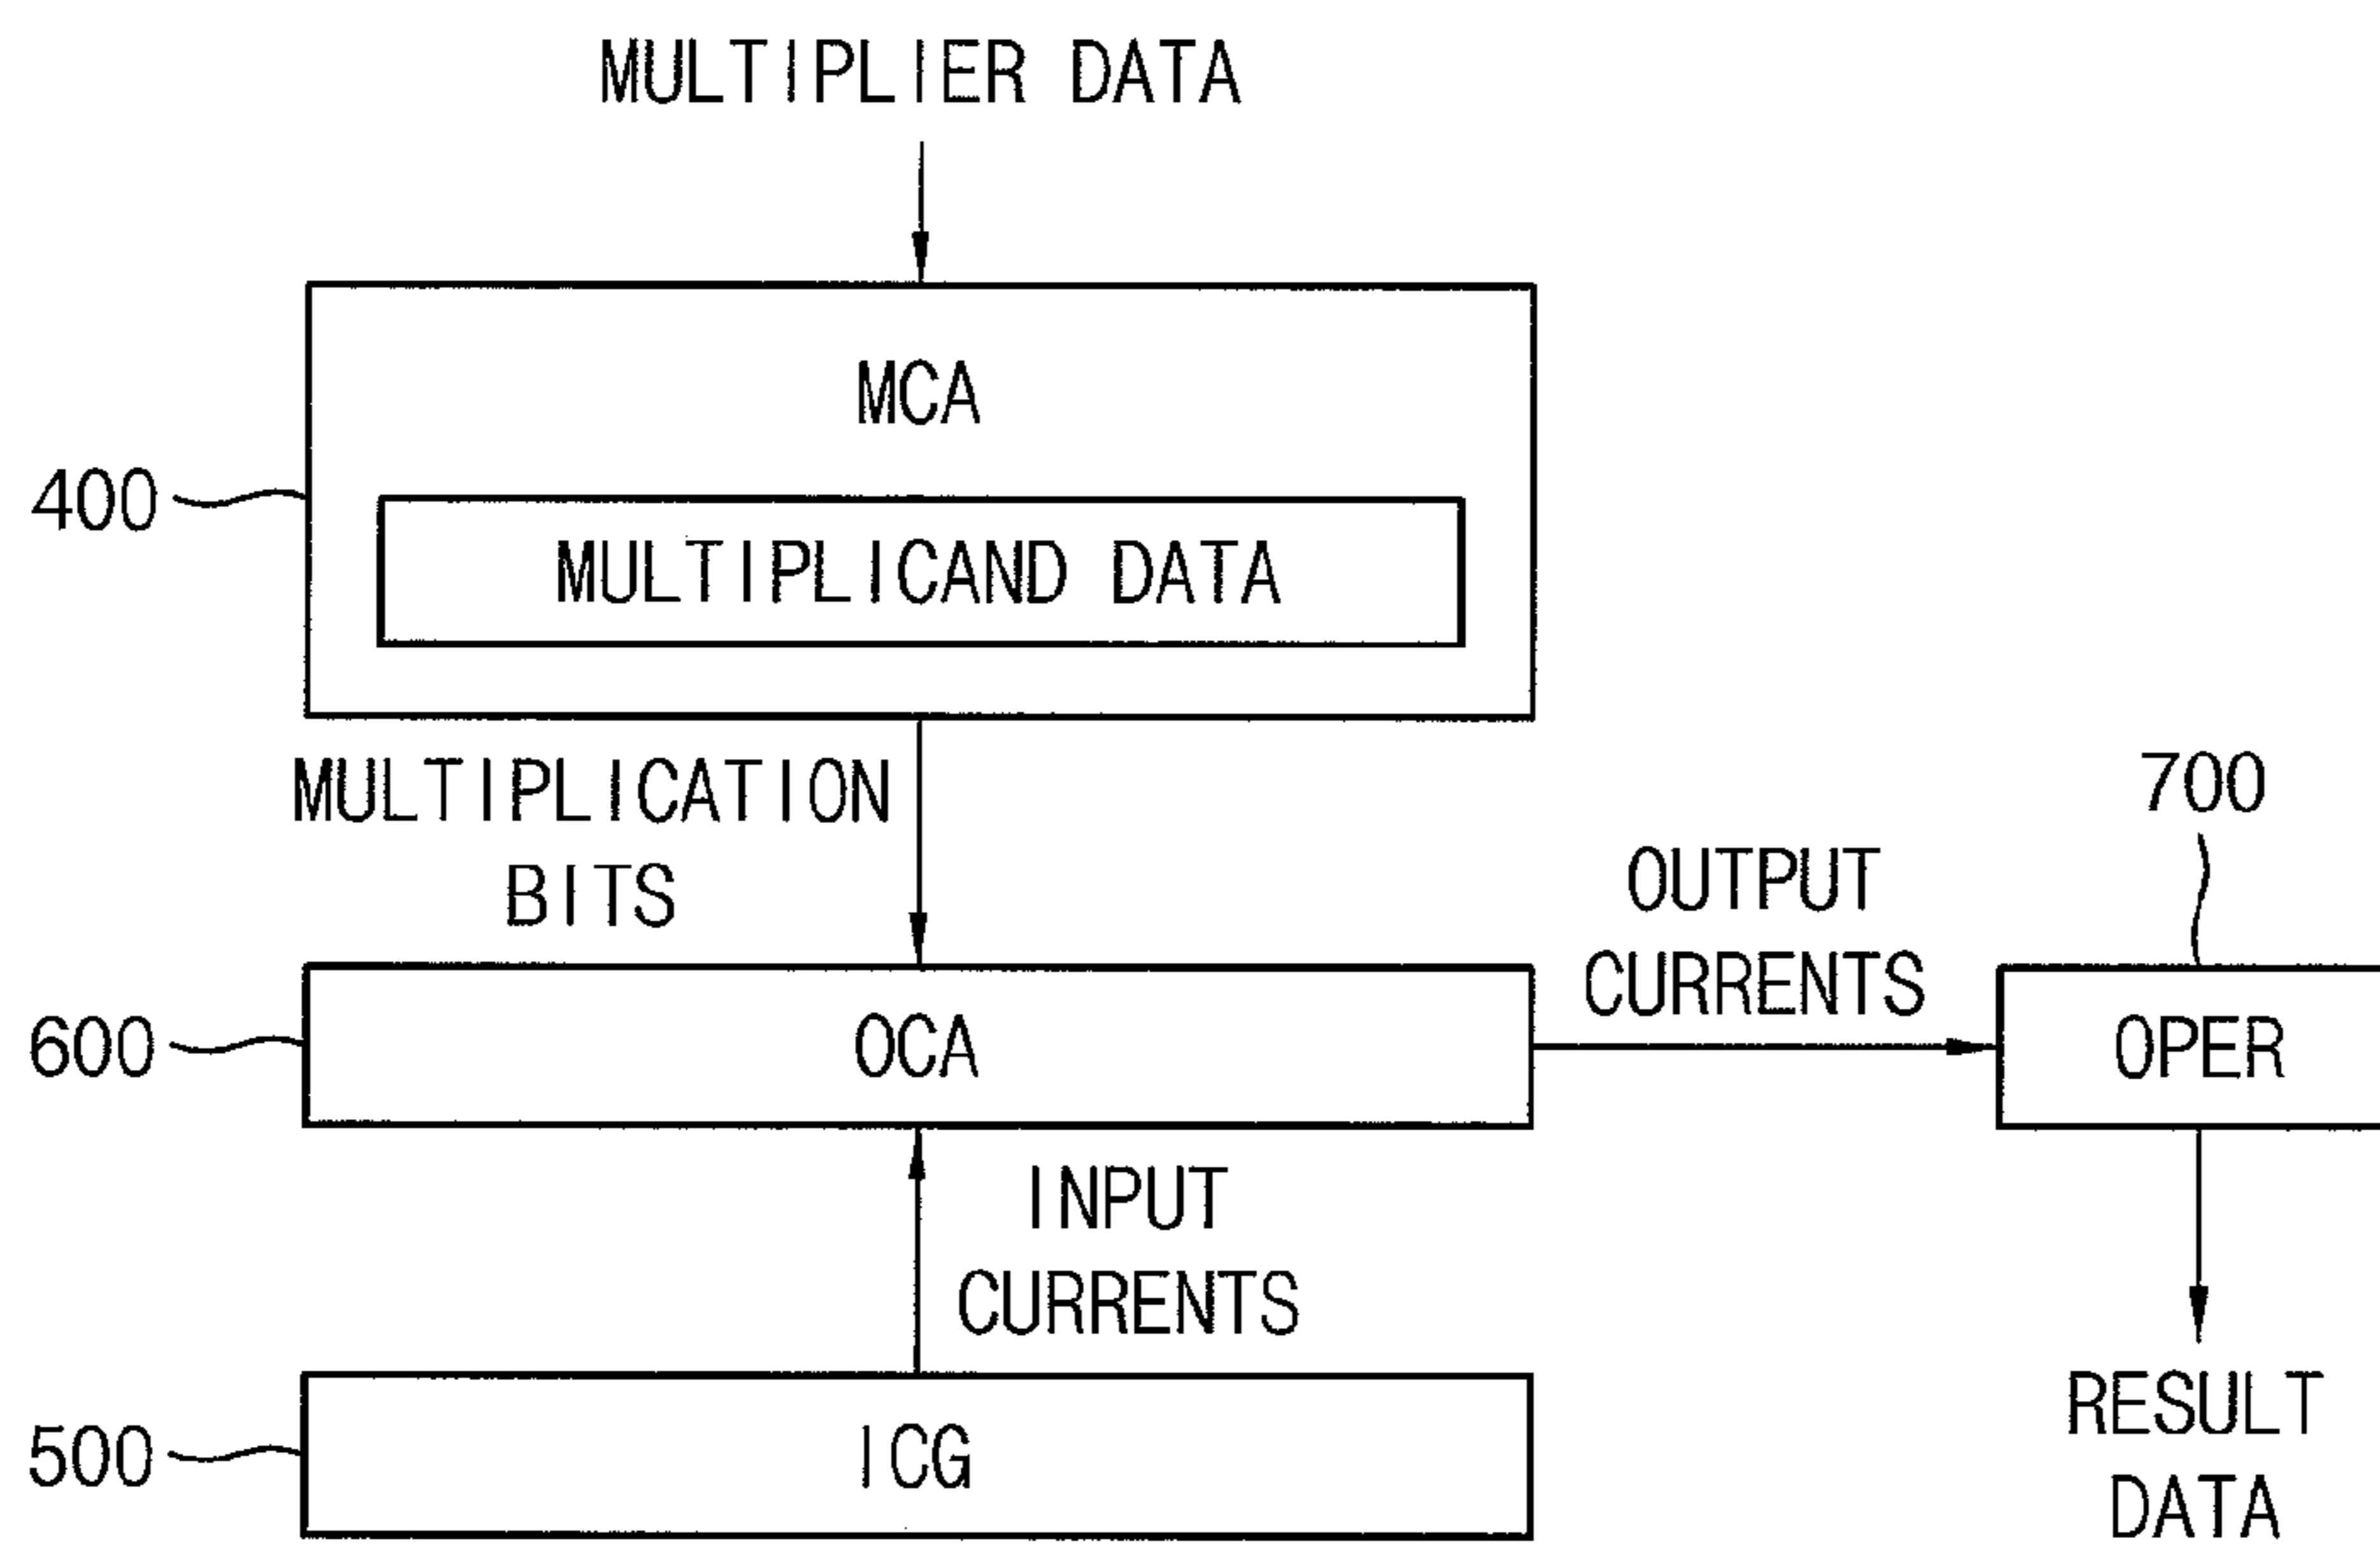 MULTIPLIER DATA
MCA
400
MULTIPLICAND DATA
MULTIPLICATION
BITS
700
OUTPUT
CURRENTS
600
OCA
OPER
INPUT
CURRENTS
500
ICG
RESULT
DATA